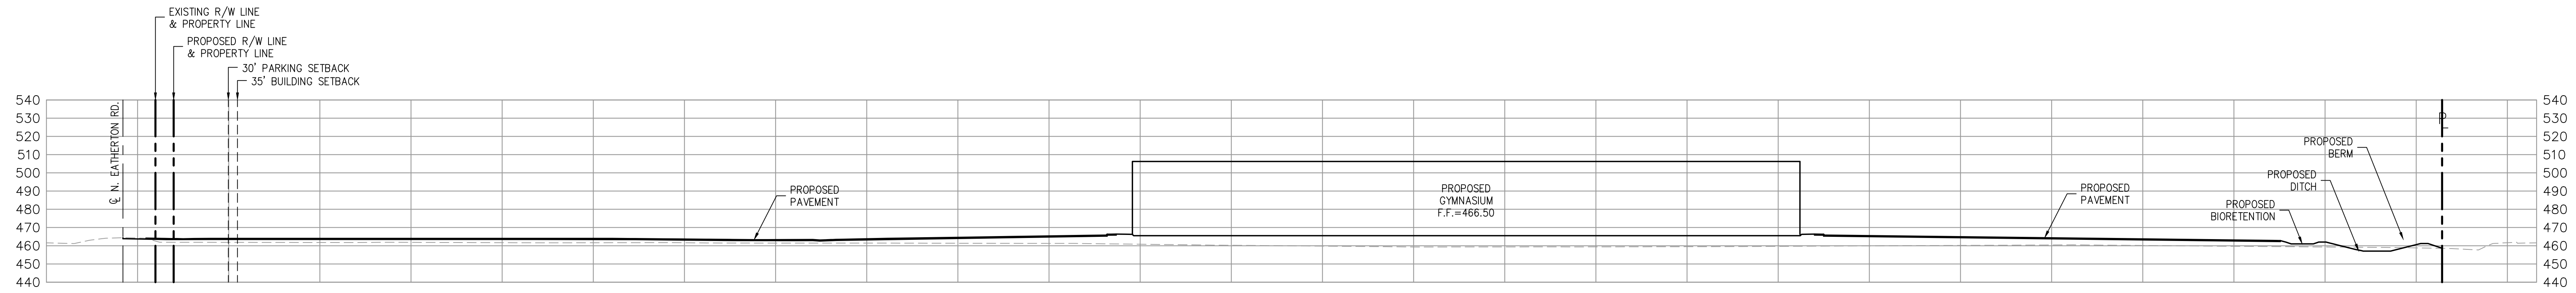 EXISTING R/W LINE
& PROPERTY LINE
PROPOSED R/W LINE
& PROPERTY LINE
30' PARKING SETBACK
35' BUILDING SETBACK
540
530
520
510
500
490
480
470
460
450
440
℄ N. EATHERTON RD.
PROPOSED
PAVEMENT
PROPOSED
GYMNASIUM
F.F.=466.50
PROPOSED
PAVEMENT
PROPOSED
BIORETENTION
PROPOSED
DITCH
PROPOSED
BERM
PL
540
530
520
510
500
490
480
470
460
450
440